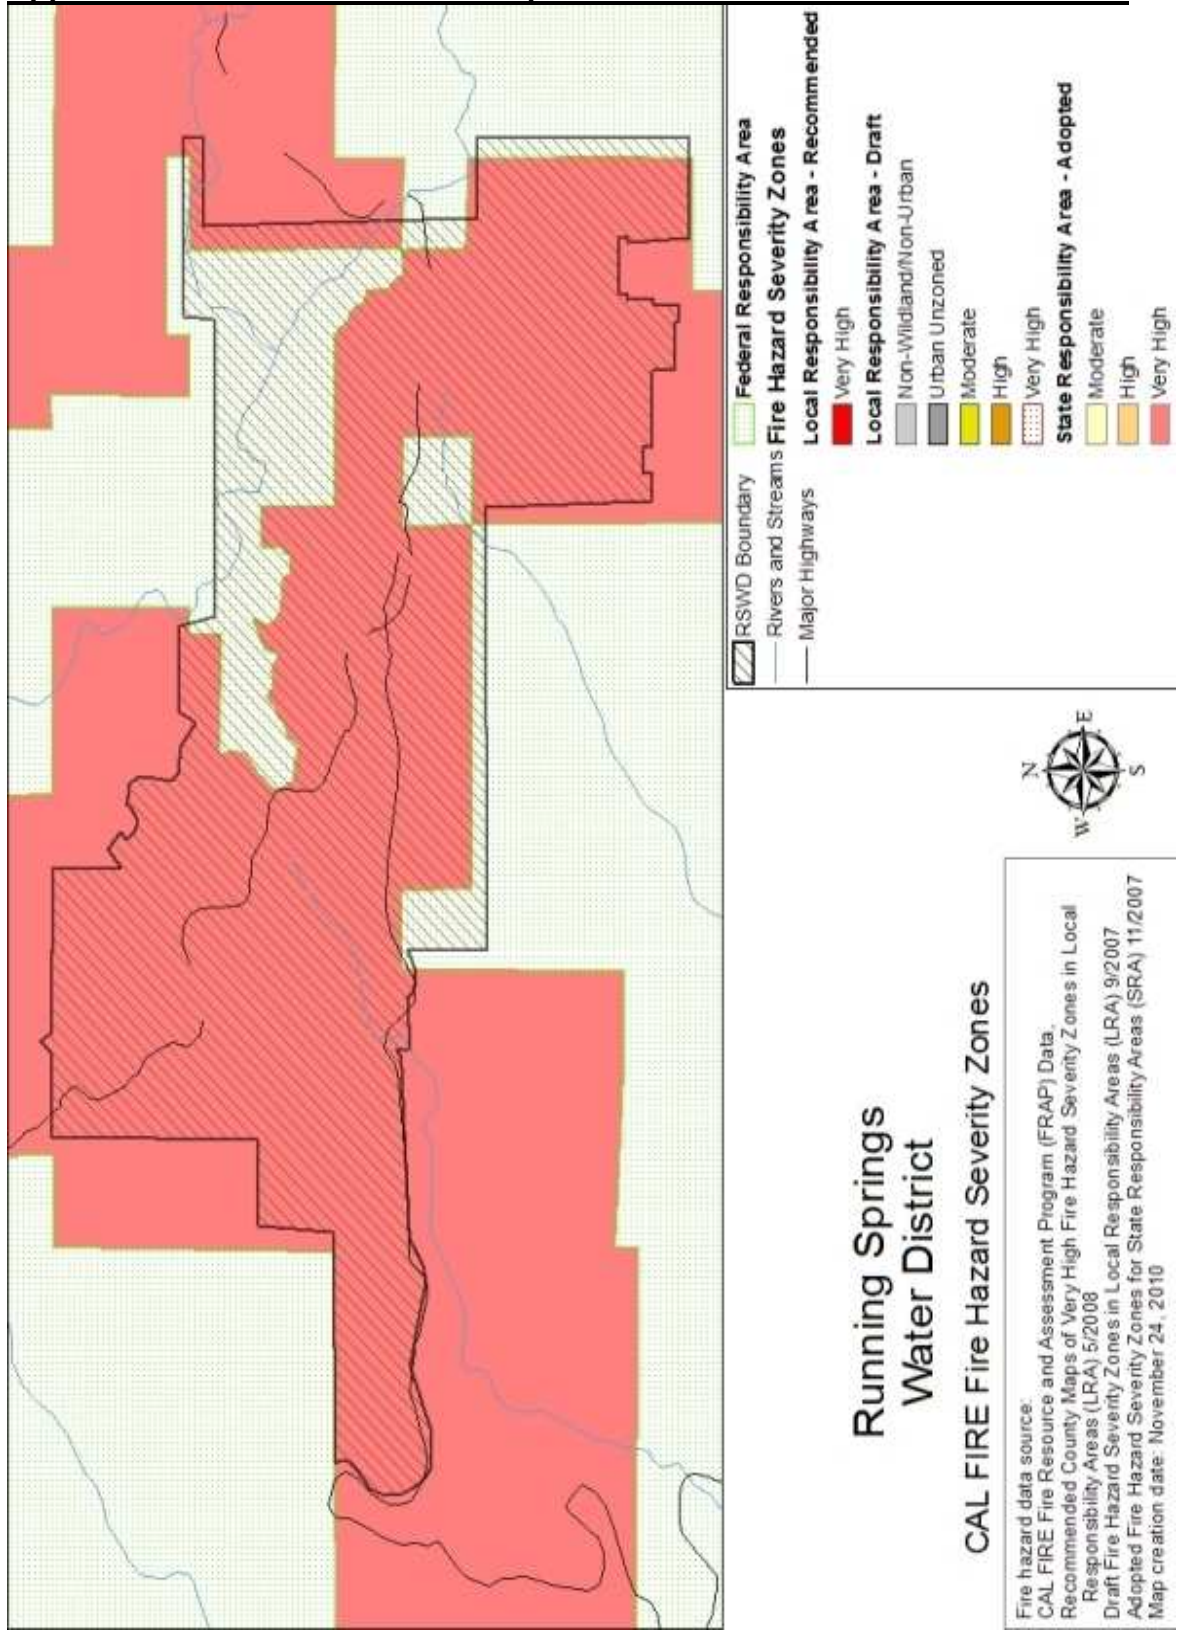 Running Springs
Water District
CAL FIRE Fire Hazard Severity Zones
Fire hazard data source:
CAL FIRE Fire Resource and Assessment Program (FRAP) Data,
Recommended County Maps of Very High Fire Hazard Severity Zones in Local
Responsibility Areas (LRA) 5/2008
Draft Fire Hazard Severity Zones in Local Responsibility Areas (LRA) 9/2007
Adopted Fire Hazard Severity Zones for State Responsibility Areas (SRA) 11/2007
Map creation date: November 24, 2010
N
W
E
S
RSWD Boundary
Rivers and Streams
Major Highways
Federal Responsibility Area
Fire Hazard Severity Zones
Local Responsibility Area - Recommended
Very High
Local Responsibility Area - Draft
Non-Wildland/Non-Urban
Urban Unzoned
Moderate
High
Very High
State Responsibility Area - Adopted
Moderate
High
Very High